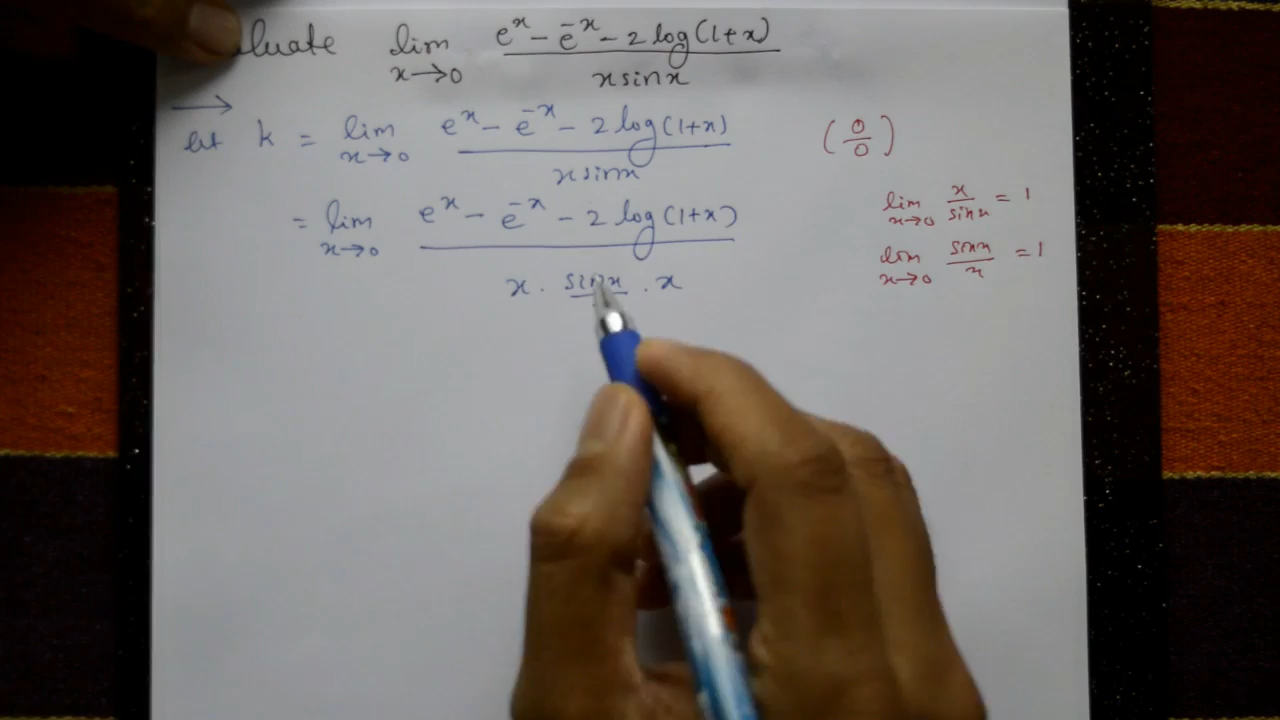 luate lim x→0 e^x - e^-x - 2 log(1+x) / x sin x
let k = lim x→0 e^x - e^-x - 2 log(1+x) / x sin x (0/0)
lim x→0 x / sin x = 1
= lim x→0 e^x - e^-x - 2 log(1+x) / x . sin x . x
lim x→0 sin x / x = 1